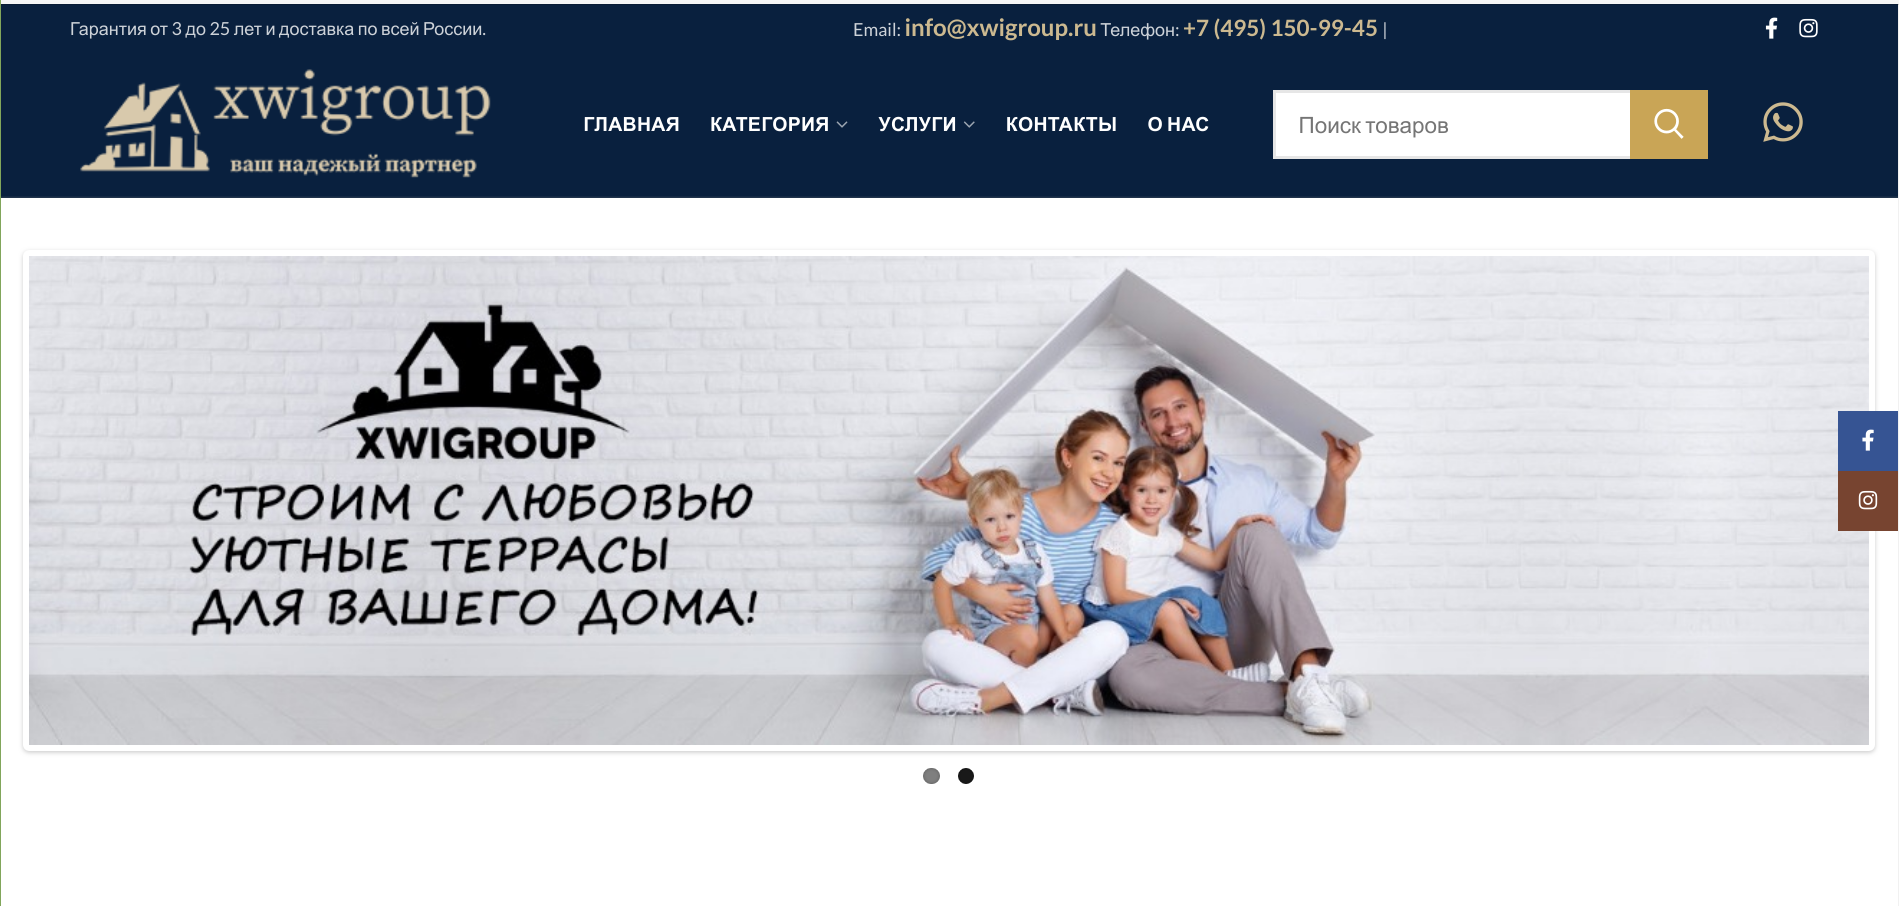 Гарантия от 3 до 25 лет и доставка по всей России.
Email: info@xwigroup.ru Телефон: +7 (495) 150-99-45 |
xwigroup
ваш надежый партнер
ГЛАВНАЯ КАТЕГОРИЯ УСЛУГИ КОНТАКТЫ О НАС
Поиск товаров
XWIGROUP
СТРОИМ С ЛЮБОВЬЮ
УЮТНЫЕ ТЕРРАСЫ
ДЛЯ ВАШЕГО ДОМА!